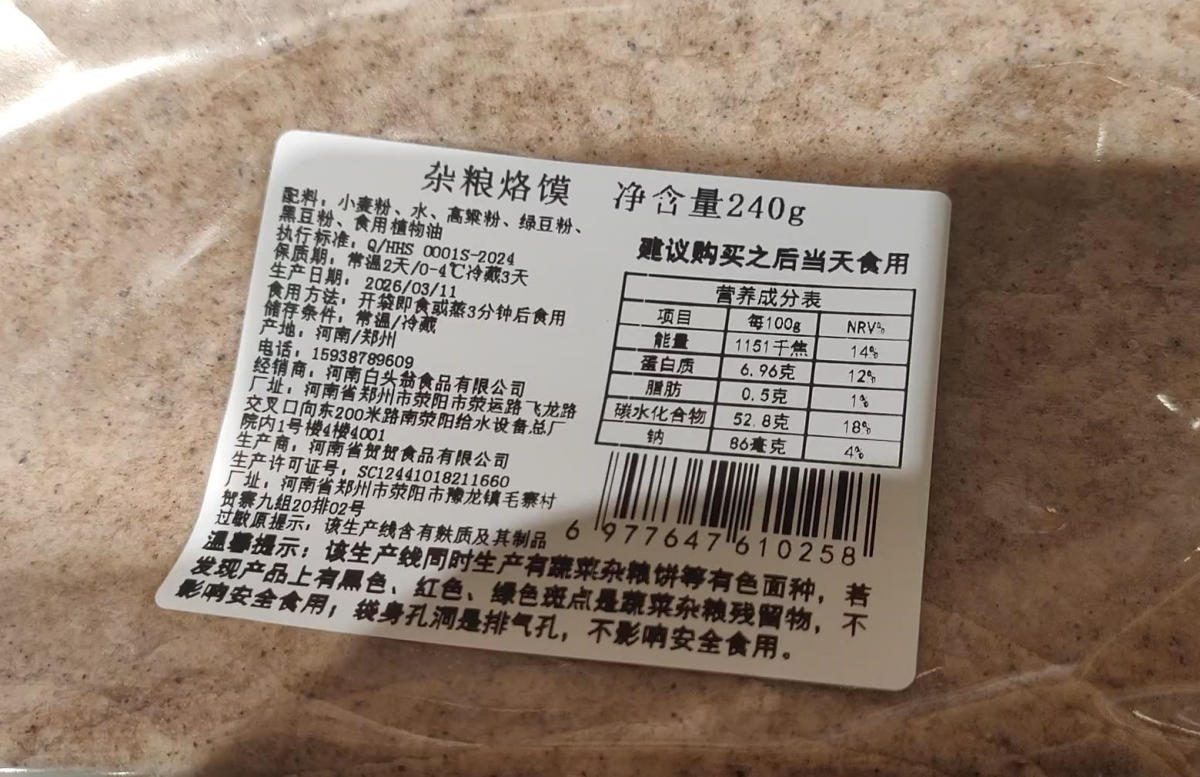 杂粮烙馍 净含量240g
配料：小麦粉、水、高粱粉、绿豆粉、
黑豆粉、食用植物油
执行标准：Q/HHS 0001S-2024
保质期：常温2天/0-4℃冷藏3天
生产日期：2026/03/11
食用方法：开袋即食或蒸3分钟后食用
储存条件：常温/冷藏
产地：河南/郑州
电话：15938789609
经销商：河南白头翁食品有限公司
厂址：河南省郑州市荥阳市荥运路飞龙路
交叉口向东200米路南荥阳给水设备总厂
院内1号楼4楼4001
生产商：河南省贺贺食品有限公司
生产许可证号：SC12441018211660
厂址：河南省郑州市荥阳市豫龙镇毛寨村
贺寨九组20排02号
过敏原提示：该生产线含有麸质及其制品
建议购买之后当天食用
营养成分表
项目 每100g NRV%
能量 1151千焦 14%
蛋白质 6.96克 12%
脂肪 0.5克 1%
碳水化合物 52.8克 18%
钠 86毫克 4%
6 977647 610258
温馨提示：该生产线同时生产有蔬菜杂粮饼等有色面种，若
发现产品上有黑色、红色、绿色斑点是蔬菜杂粮残留物，不
影响安全食用；袋身孔洞是排气孔，不影响安全食用。